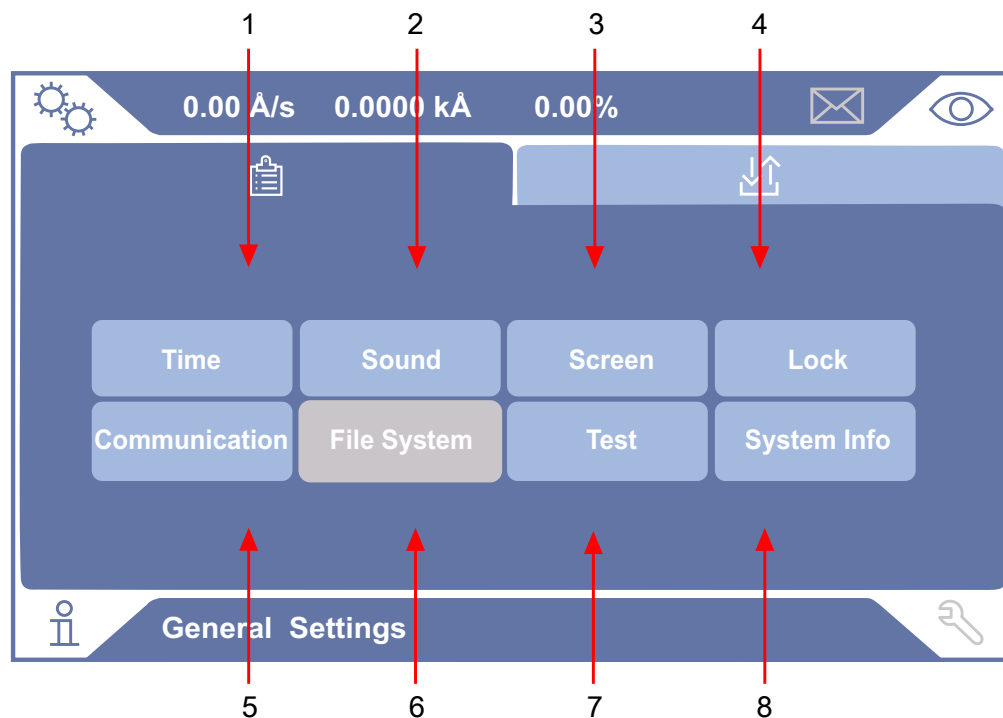 1 2 3 4
0.00 Å/s 0.0000 kÅ 0.00%
Time Sound Screen Lock
Communication File System Test System Info
General Settings
5 6 7 8